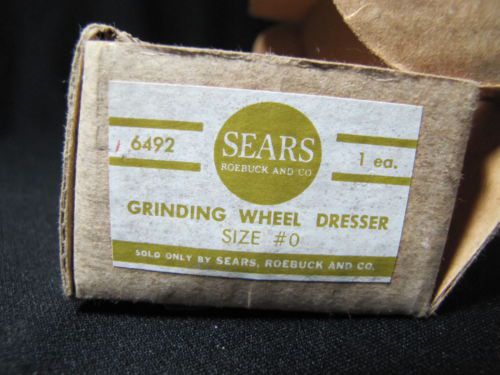 6492
SEARS
ROEBUCK AND CO
1 ea.
GRINDING WHEEL DRESSER
SIZE #0
SOLD ONLY BY SEARS, ROEBUCK AND CO.